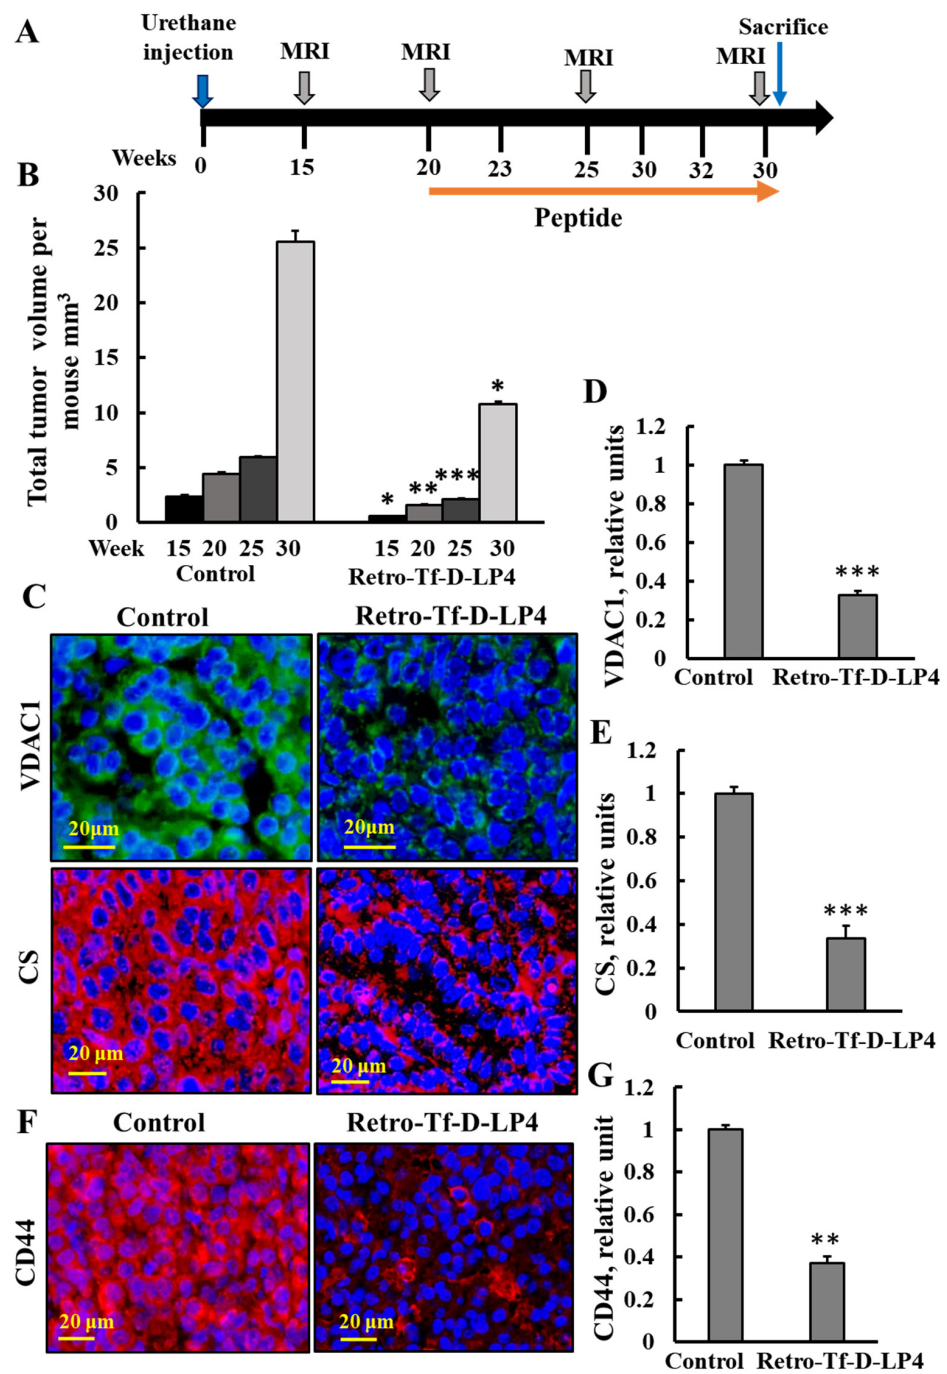 A
Urethane
injection
MRI
MRI
MRI
MRI
Sacrifice
Weeks
0
15
20
23
25
30
32
30
Peptide
B
Total tumor volume per
mouse mm³
30
25
20
15
10
5
0
*
**
***
*
Week
15 20 25 30
15 20 25 30
Control
Retro-Tf-D-LP4
C
Control
Retro-Tf-D-LP4
VDAC1
20μm
20μm
CS
20 μm
20 μm
D
VDAC1, relative units
1.2
1
0.8
0.6
0.4
0.2
0
***
Control
Retro-Tf-D-LP4
E
CS, relative units
1.2
1
0.8
0.6
0.4
0.2
0
***
Control
Retro-Tf-D-LP4
F
Control
Retro-Tf-D-LP4
CD44
20 μm
20 μm
G
CD44, relative unit
1.2
1
0.8
0.6
0.4
0.2
0
**
Control
Retro-Tf-D-LP4